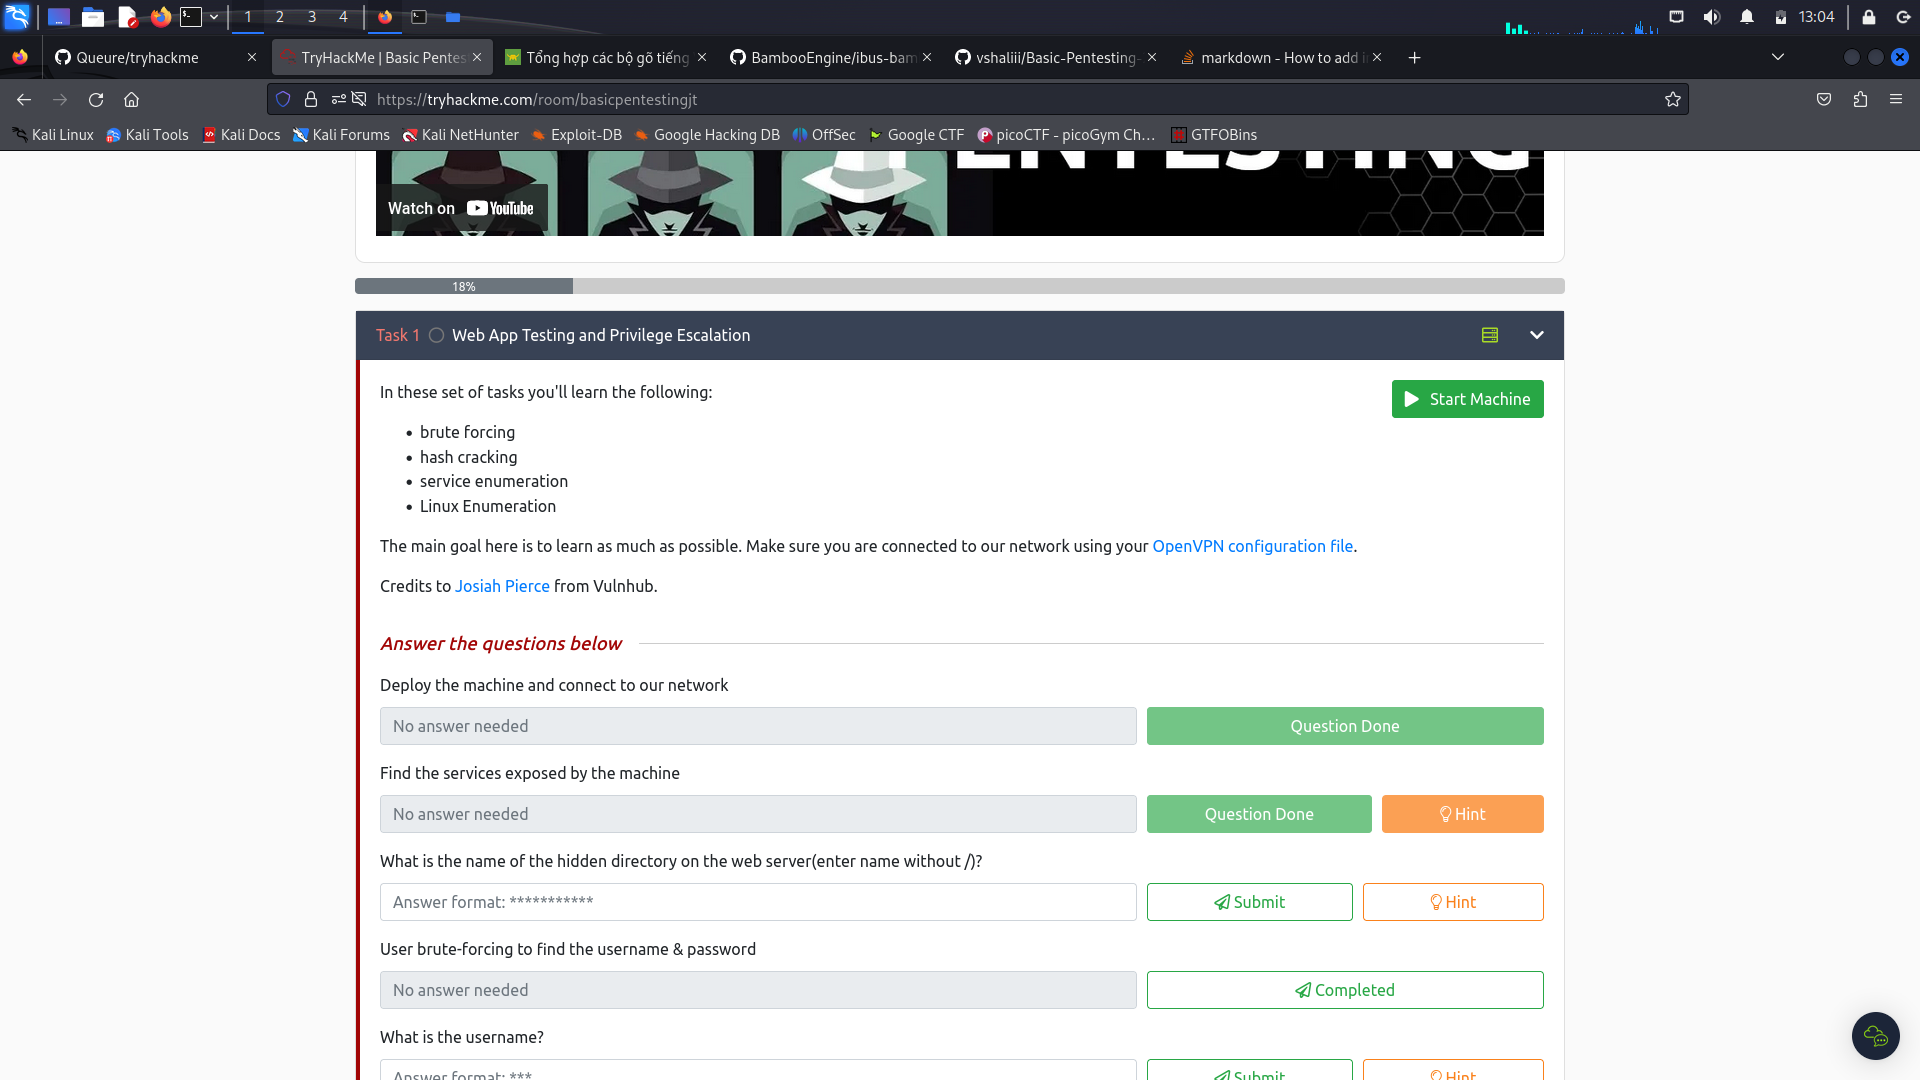 1 2 3 4 13:04
Queure/tryhackme TryHackMe | Basic Pentes Tổng hợp các bộ gõ tiếng BambooEngine/ibus-bam vshaliii/Basic-Pentesting- markdown - How to add i
https://tryhackme.com/room/basicpentestingjt
Kali Linux Kali Tools Kali Docs Kali Forums Kali NetHunter Exploit-DB Google Hacking DB OffSec Google CTF picoCTF - picoGym Ch… GTFOBins
PENTESTING
Watch on YouTube
18%
Task 1 Web App Testing and Privilege Escalation
In these set of tasks you'll learn the following:
Start Machine
• brute forcing
• hash cracking
• service enumeration
• Linux Enumeration
The main goal here is to learn as much as possible. Make sure you are connected to our network using your OpenVPN configuration file.
Credits to Josiah Pierce from Vulnhub.
Answer the questions below
Deploy the machine and connect to our network
No answer needed Question Done
Find the services exposed by the machine
No answer needed Question Done Hint
What is the name of the hidden directory on the web server(enter name without /)?
Answer format: *********** Submit Hint
User brute-forcing to find the username & password
No answer needed Completed
What is the username?
Answer format: *** Submit Hint